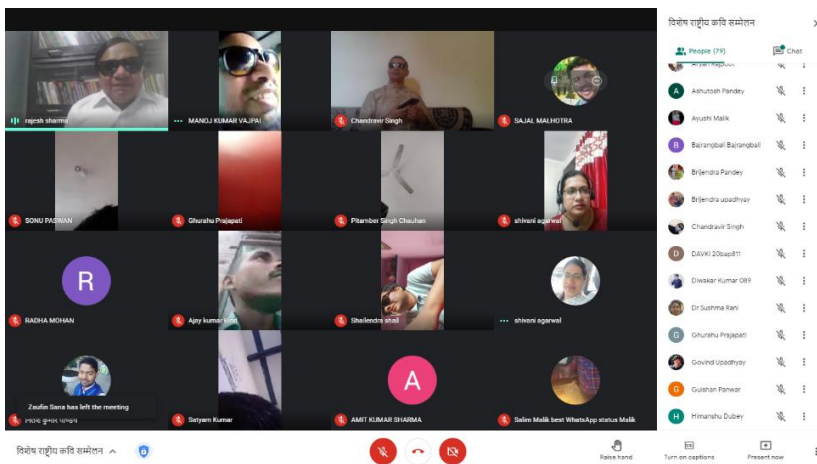 विशेष राष्ट्रीय कवि सम्मेलन
People (79)
Chat
Ashutosh Pandey
Ayushi Malik
Bajrangbali Bajrangbali
Brijendra Pandey
Brijendra upadhyay
Chandravir Singh
DAVKI 20bap811
Diwakar Kumar 089
Dr Sushma Rani
Ghurahu Prajapati
Govind Upadhyay
Gulshan Panwar
Himanshu Dubey
A
B
D
G
G
H
rajesh sharma
MANOJ KUMAR VAJPAI
Chandravir Singh
SAJAL MALHOTRA
SONU PASWAN
Ghurahu Prajapati
Pitamber Singh Chauhan
shivani agarwal
R
RADHA MOHAN
Ajay kumar
Shailendra shail
shivani agarwal
Zaufin Sana has left the meeting
Satyam Kumar
A
AMIT KUMAR SHARMA
Salim Malik best WhatsApp status Malik
विशेष राष्ट्रीय कवि सम्मेलन
Raise hand
Turn on captions
Present now